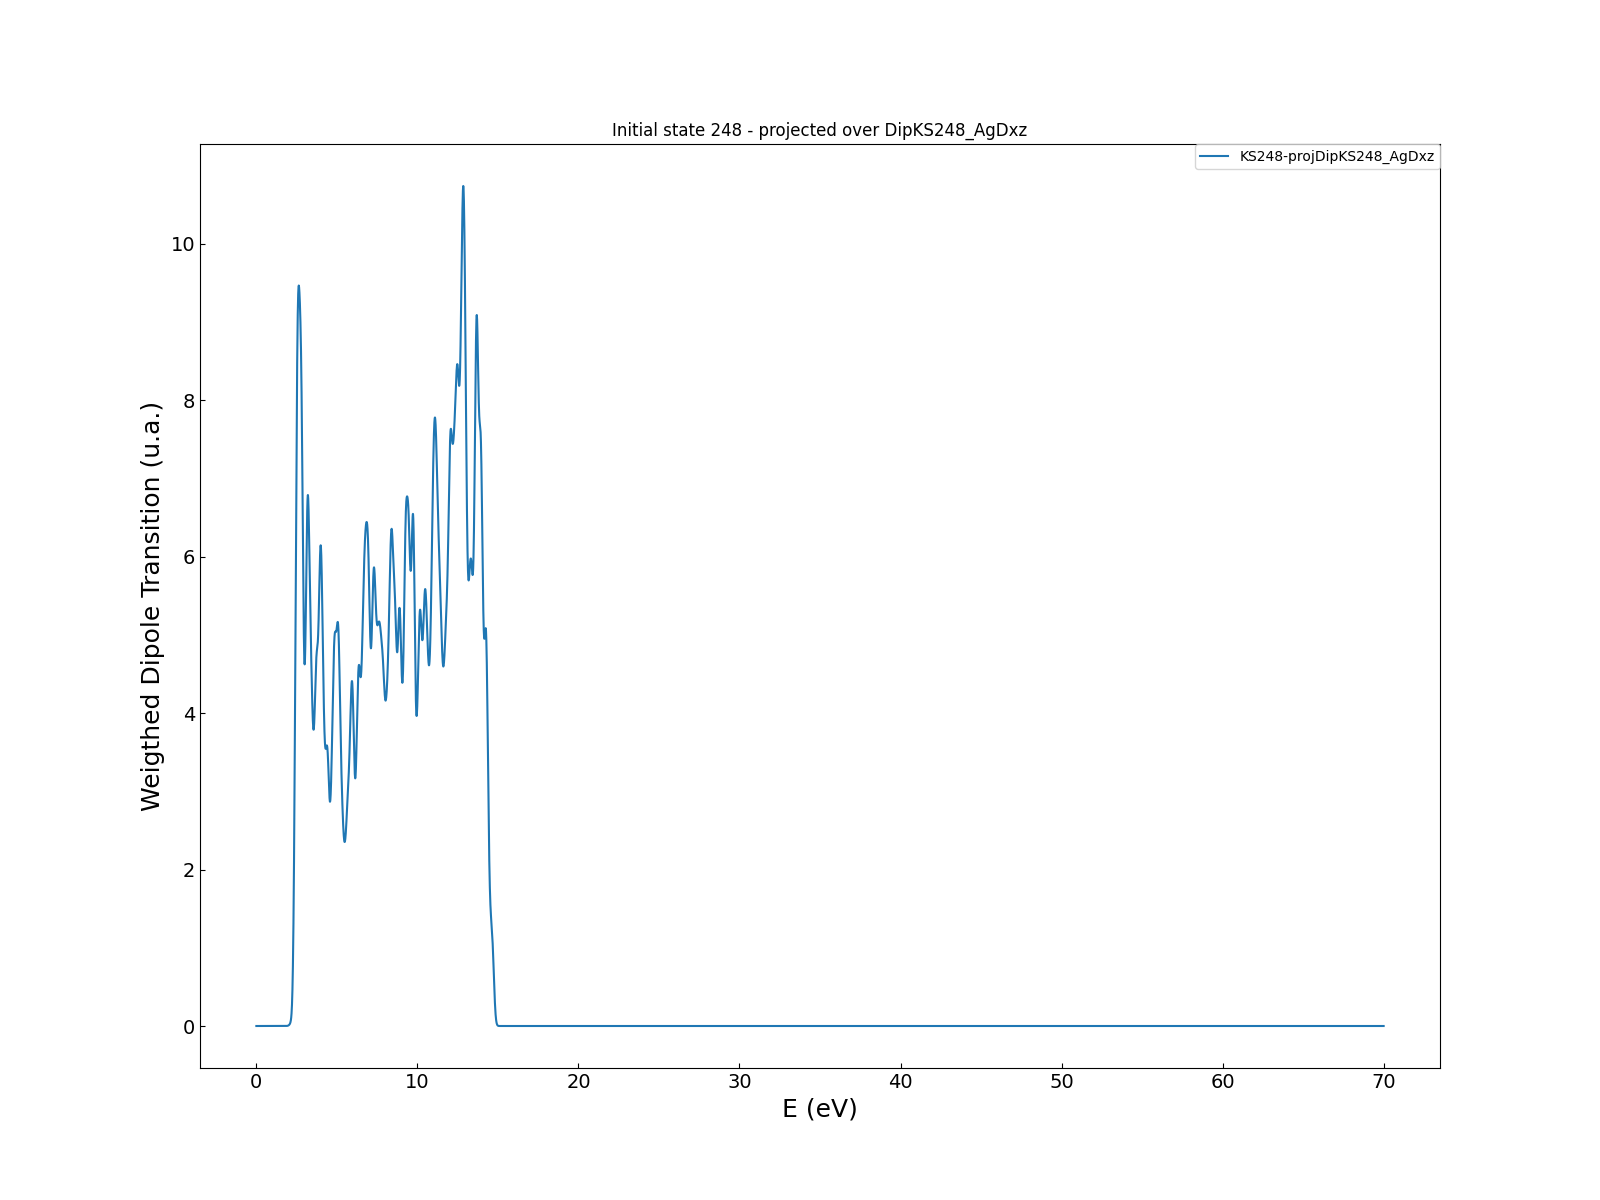 Initial state 248 - projected over DipKS248_AgDxz
KS248-projDipKS248_AgDxz
Weigthed Dipole Transition (u.a.)
10
8
6
4
2
0
0 10 20 30 40 50 60 70
E (eV)